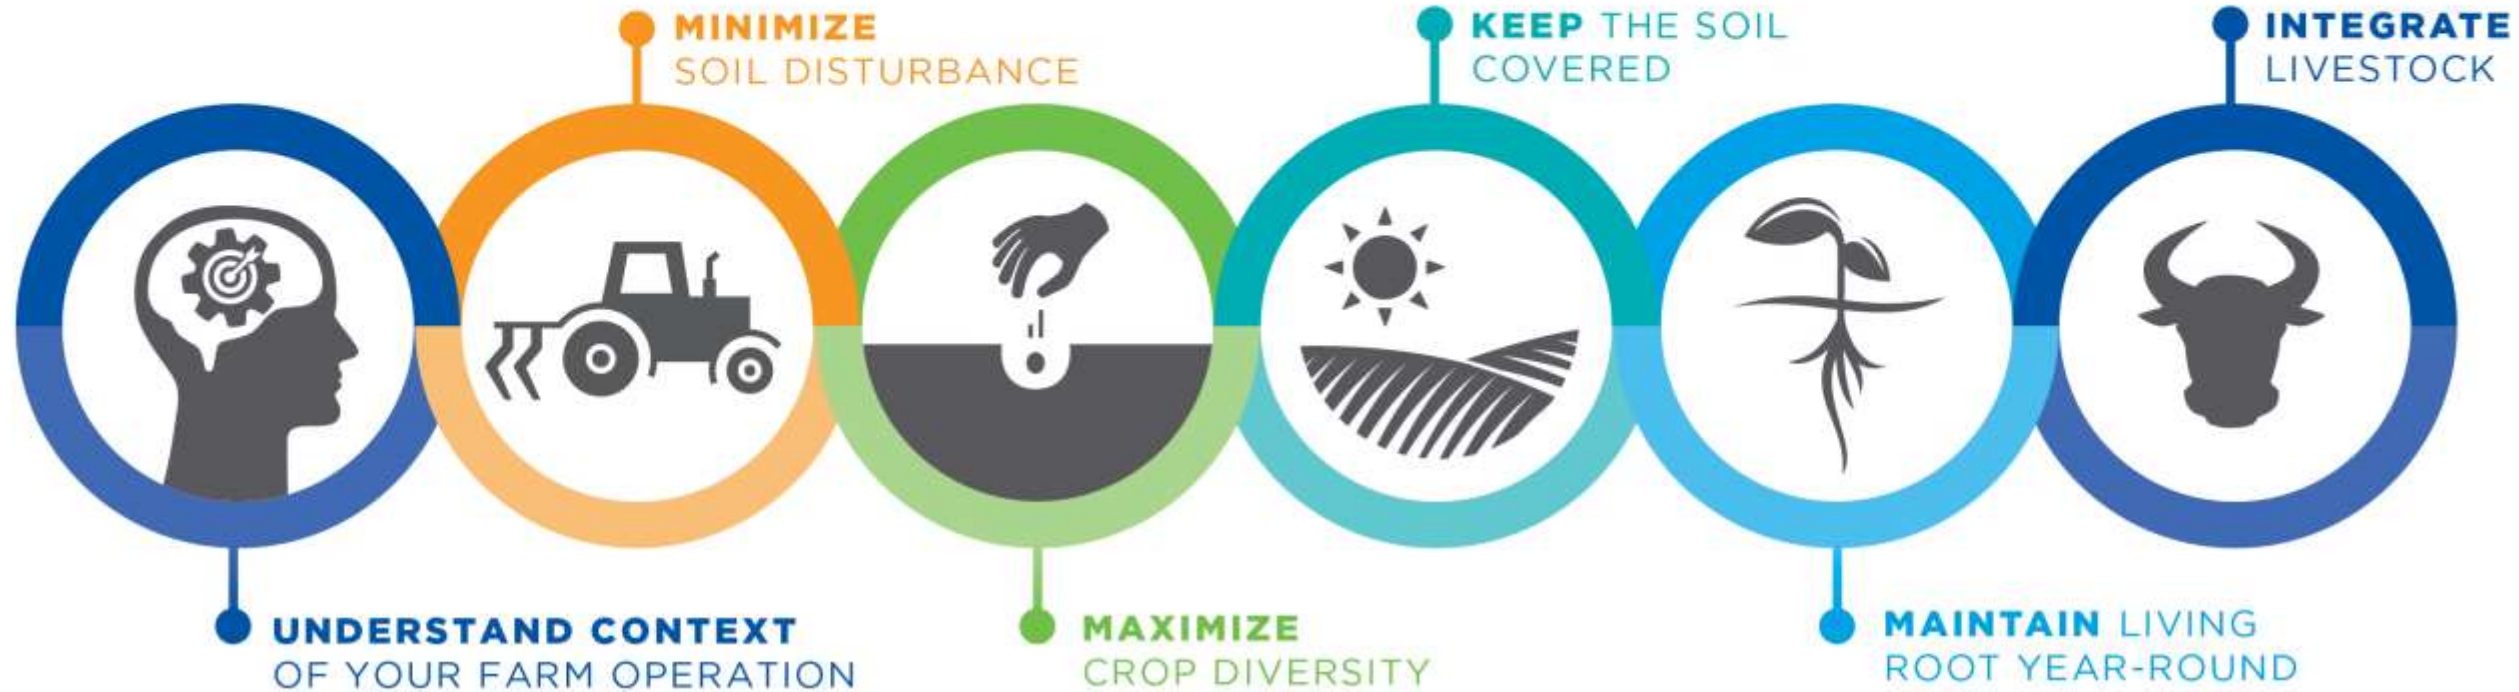 MINIMIZE
SOIL DISTURBANCE
KEEP THE SOIL
COVERED
INTEGRATE
LIVESTOCK
UNDERSTAND CONTEXT
OF YOUR FARM OPERATION
MAXIMIZE
CROP DIVERSITY
MAINTAIN LIVING
ROOT YEAR-ROUND